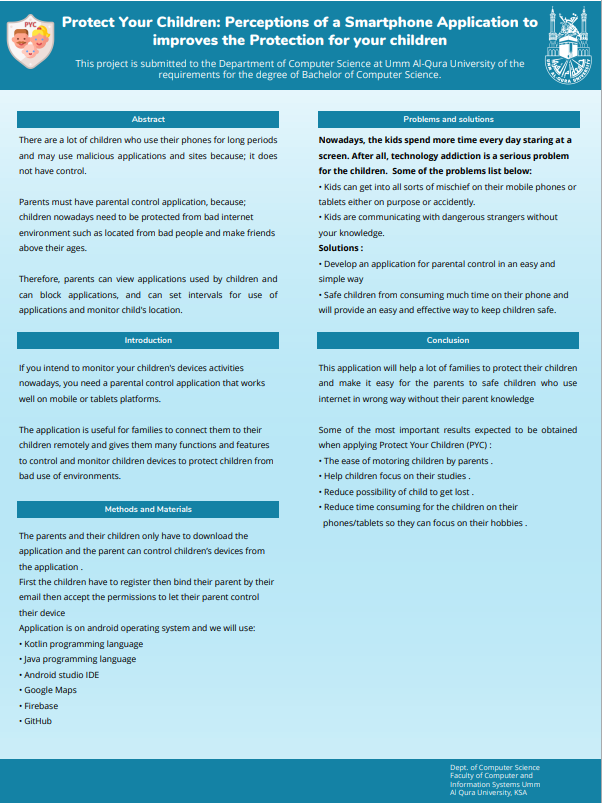 PYC
Protect Your Children: Perceptions of a Smartphone Application to
improves the Protection for your children
This project is submitted to the Department of Computer Science at Umm Al-Qura University of the
requirements for the degree of Bachelor of Computer Science.
UMM AL-QURA UNIVERSITY
Abstract
There are a lot of children who use their phones for long periods
and may use malicious applications and sites because; it does
not have control.
Parents must have parental control application, because;
children nowadays need to be protected from bad internet
environment such as located from bad people and make friends
above their ages.
Therefore, parents can view applications used by children and
can block applications, and can set intervals for use of
applications and monitor child's location.
Introduction
If you intend to monitor your children's devices activities
nowadays, you need a parental control application that works
well on mobile or tablets platforms.
The application is useful for families to connect them to their
children remotely and gives them many functions and features
to control and monitor children devices to protect children from
bad use of environments.
Methods and Materials
The parents and their children only have to download the
application and the parent can control children's devices from
the application .
First the children have to register then bind their parent by their
email then accept the permissions to let their parent control
their device
Application is on android operating system and we will use:
• Kotlin programming language
• Java programming language
• Android studio IDE
• Google Maps
• Firebase
• GitHub
Problems and solutions
Nowadays, the kids spend more time every day staring at a
screen. After all, technology addiction is a serious problem
for the children. Some of the problems list below:
• Kids can get into all sorts of mischief on their mobile phones or
tablets either on purpose or accidently.
• Kids are communicating with dangerous strangers without
your knowledge.
Solutions :
• Develop an application for parental control in an easy and
simple way
• Safe children from consuming much time on their phone and
will provide an easy and effective way to keep children safe.
Conclusion
This application will help a lot of families to protect their children
and make it easy for the parents to safe children who use
internet in wrong way without their parent knowledge
Some of the most important results expected to be obtained
when applying Protect Your Children (PYC) :
• The ease of motoring children by parents .
• Help children focus on their studies .
• Reduce possibility of child to get lost .
• Reduce time consuming for the children on their
phones/tablets so they can focus on their hobbies .
Dept. of Computer Science
Faculty of Computer and
Information Systems Umm
Al Qura University, KSA